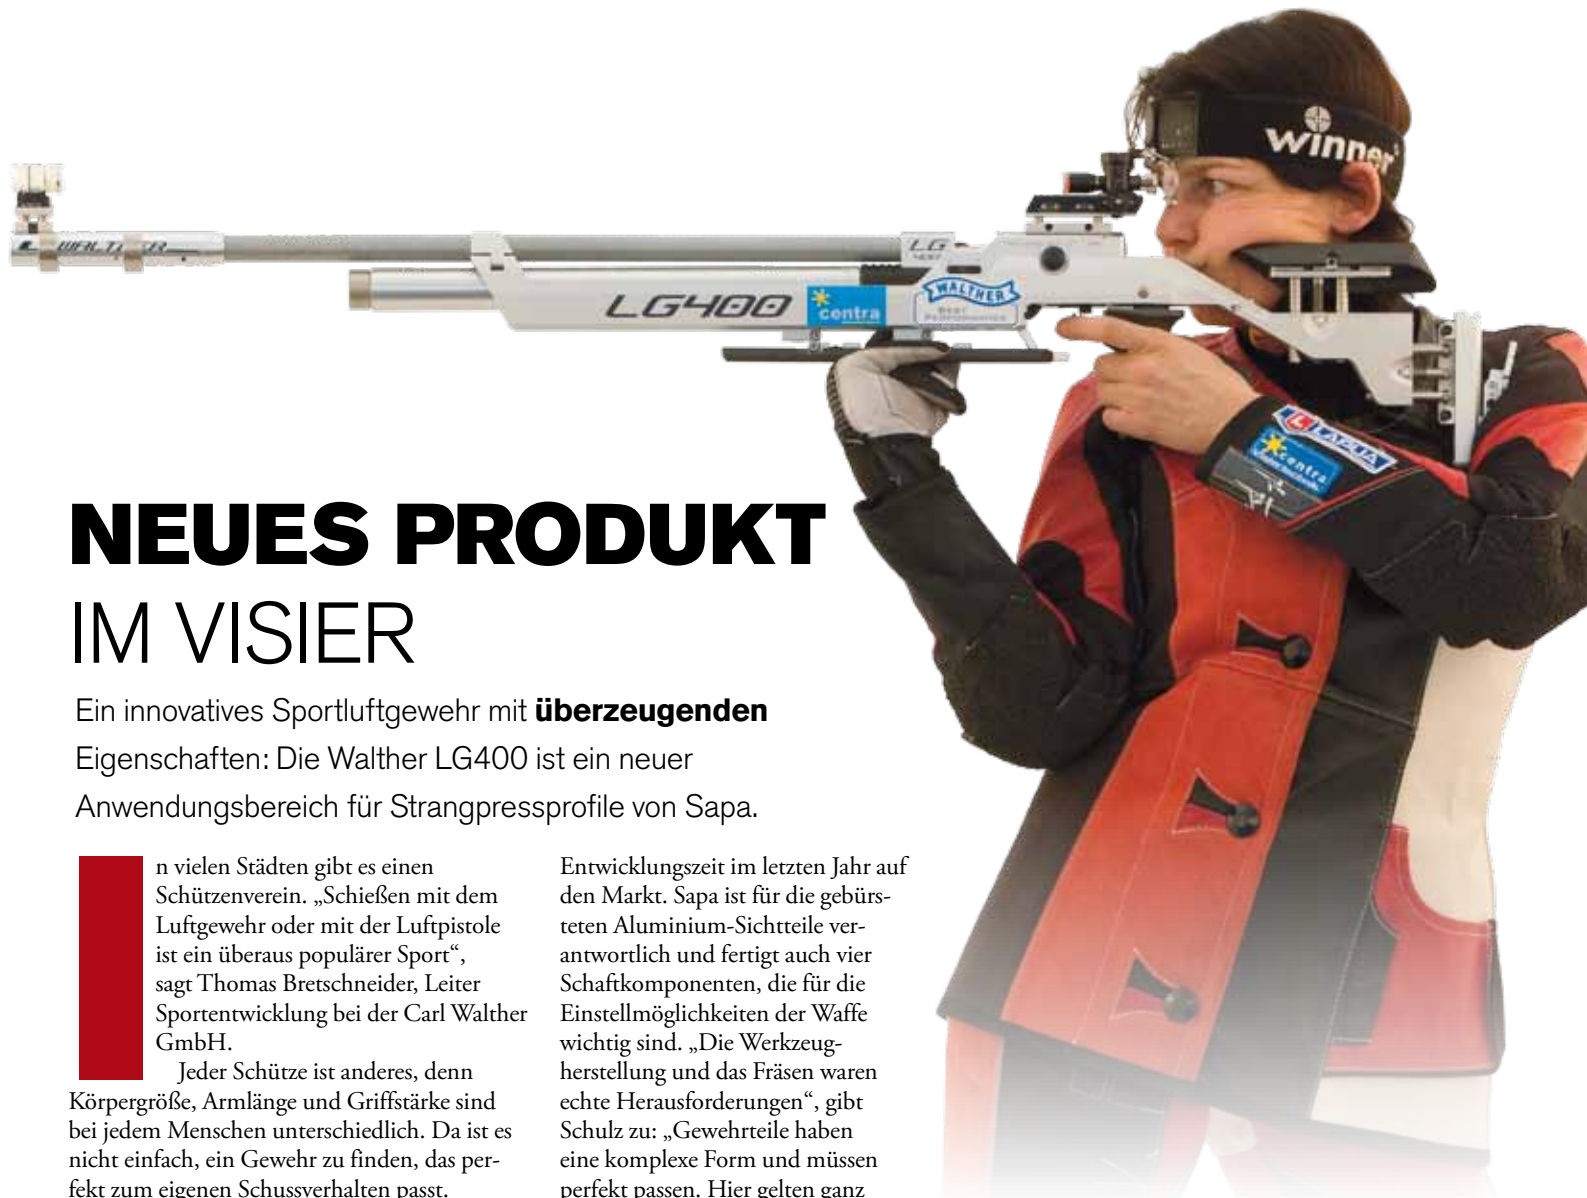 winner
WALTHER
LG
LG400
centra
WALTHER
BEST
PERFORMANCE
LAPUA
centra
NEUES PRODUKT
IM VISIER
Ein innovatives Sportluftgewehr mit überzeugenden
Eigenschaften: Die Walther LG400 ist ein neuer
Anwendungsbereich für Strangpressprofile von Sapa.
In vielen Städten gibt es einen
Schützenverein. „Schießen mit dem
Luftgewehr oder mit der Luftpistole
ist ein überaus populärer Sport“,
sagt Thomas Bretschneider, Leiter
Sportentwicklung bei der Carl Walther
GmbH.
Jeder Schütze ist anderes, denn
Körpergröße, Armlänge und Griffstärke sind
bei jedem Menschen unterschiedlich. Da ist es
nicht einfach, ein Gewehr zu finden, das per-
fekt zum eigenen Schussverhalten passt.
Entwicklungszeit im letzten Jahr auf
den Markt. Sapa ist für die gebürs-
teten Aluminium-Sichtteile ver-
antwortlich und fertigt auch vier
Schaftkomponenten, die für die
Einstellmöglichkeiten der Waffe
wichtig sind. „Die Werkzeug-
herstellung und das Fräsen waren
echte Herausforderungen“, gibt
Schulz zu: „Gewehrteile haben
eine komplexe Form und müssen
perfekt passen. Hier gelten ganz